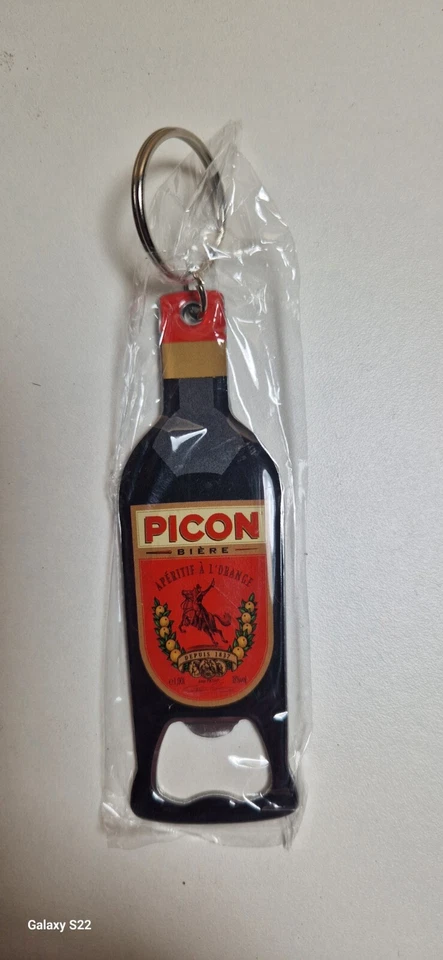 PICON
BIÈRE
APÉRITIF À L'ORANGE
DEPUIS 1837
Galaxy S22